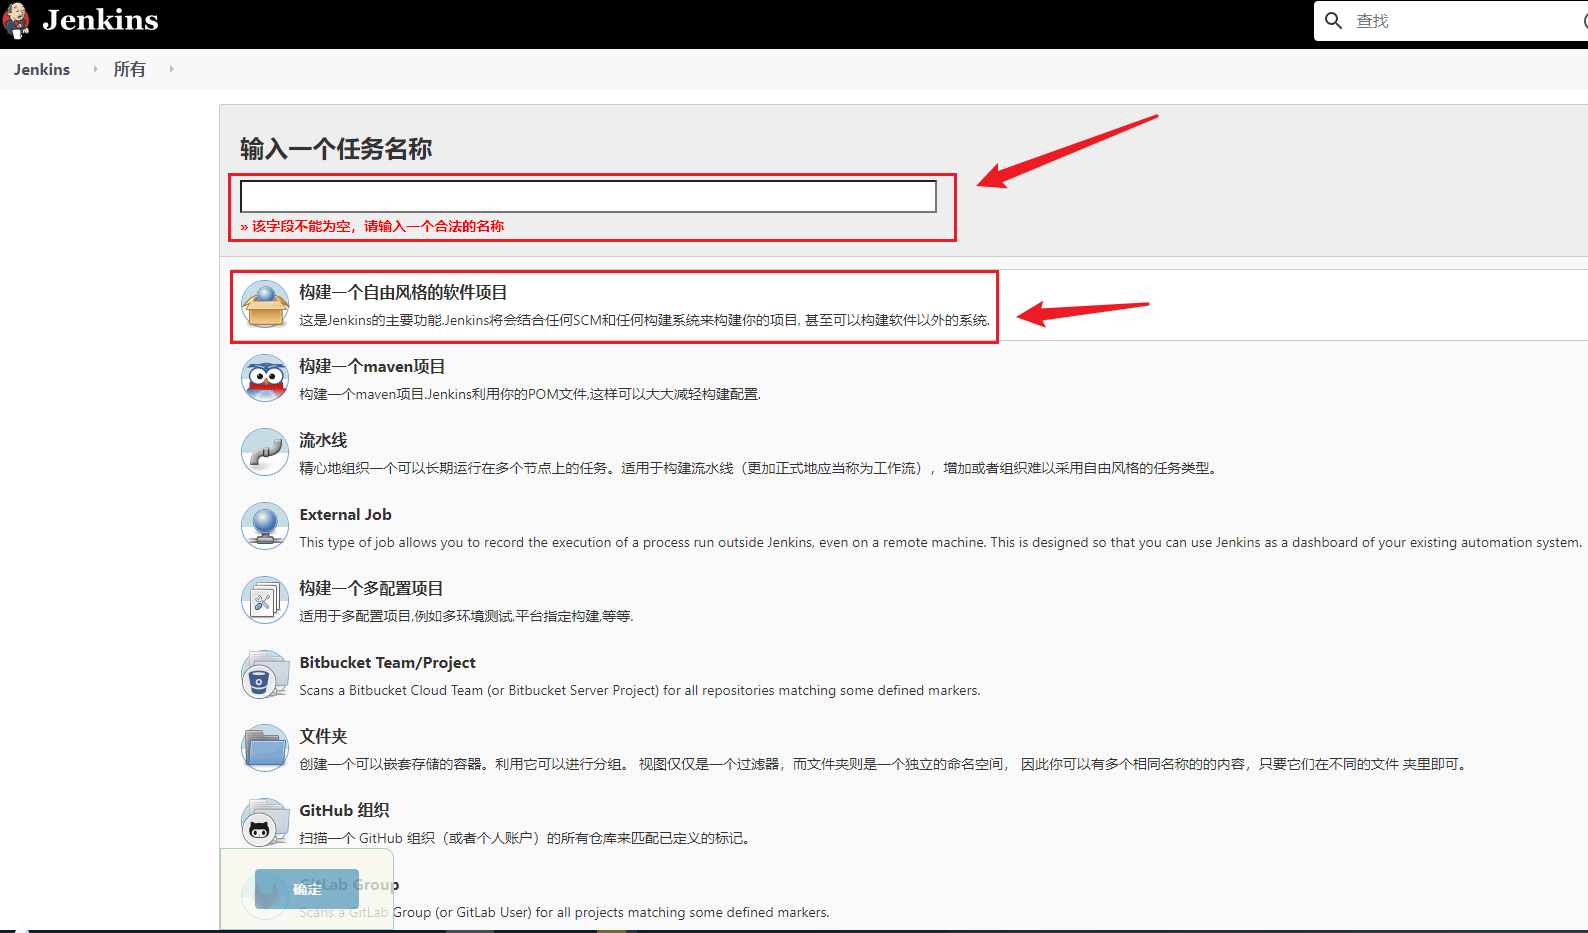 Jenkins
查找
Jenkins
所有
输入一个任务名称
» 该字段不能为空，请输入一个合法的名称
构建一个自由风格的软件项目
这是Jenkins的主要功能.Jenkins将会结合任何SCM和任何构建系统来构建你的项目, 甚至可以构建软件以外的系统.
构建一个maven项目
构建一个maven项目.Jenkins利用你的POM文件,这样可以大大减轻构建配置.
流水线
精心地组织一个可以长期运行在多个节点上的任务。适用于构建流水线（更加正式地应当称为工作流），增加或者组织难以采用自由风格的任务类型。
External Job
This type of job allows you to record the execution of a process run outside Jenkins, even on a remote machine. This is designed so that you can use Jenkins as a dashboard of your existing automation system.
构建一个多配置项目
适用于多配置项目,例如多环境测试,平台指定构建,等等.
Bitbucket Team/Project
Scans a Bitbucket Cloud Team (or Bitbucket Server Project) for all repositories matching some defined markers.
文件夹
创建一个可以嵌套存储的容器。利用它可以进行分组。 视图仅仅是一个过滤器，而文件夹则是一个独立的命名空间， 因此你可以有多个相同名称的的内容，只要它们在不同的文件 夹里即可。
GitHub 组织
扫描一个 GitHub 组织（或者个人账户）的所有仓库来匹配已定义的标记。
GitLab Group
确定
Scans a GitLab Group (or GitLab User) for all projects matching some defined markers.